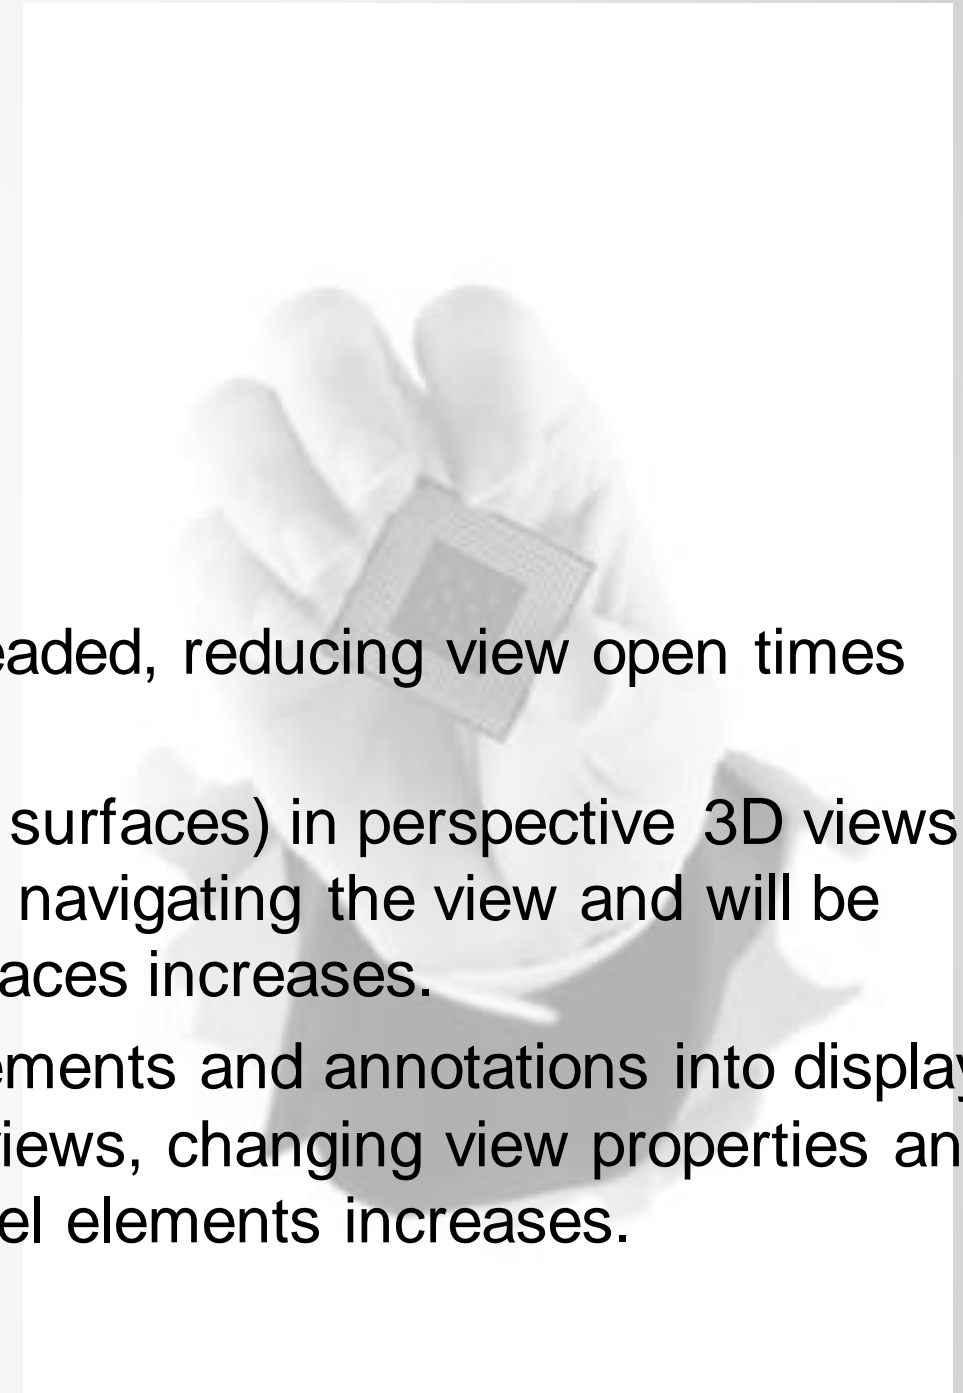 eaded, reducing view open times
surfaces) in perspective 3D views
navigating the view and will be
aces increases.
ements and annotations into display
views, changing view properties an
el elements increases.